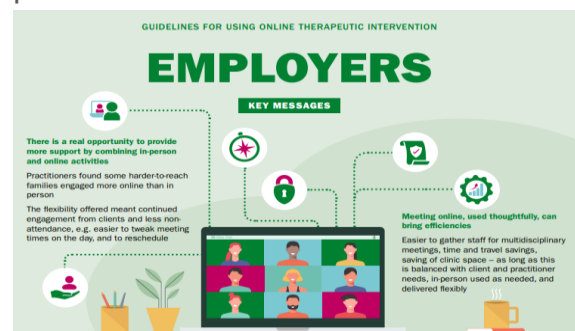 GUIDELINES FOR USING ONLINE THERAPEUTIC INTERVENTION
EMPLOYERS
KEY MESSAGES
There is a real opportunity to provide
more support by combining in-person
and online activities
Practitioners found some harder-to-reach
families engaged more online than in
person
The flexibility offered meant continued
engagement from clients and less non-
attendance, e.g. easier to tweak meeting
times on the day, and to reschedule
Meeting online, used thoughtfully, can
bring efficiencies
Easier to gather staff for multidisciplinary
meetings, time and travel savings,
saving of clinic space – as long as this
is balanced with client and practitioner
needs, in-person used as needed, and
delivered flexibly